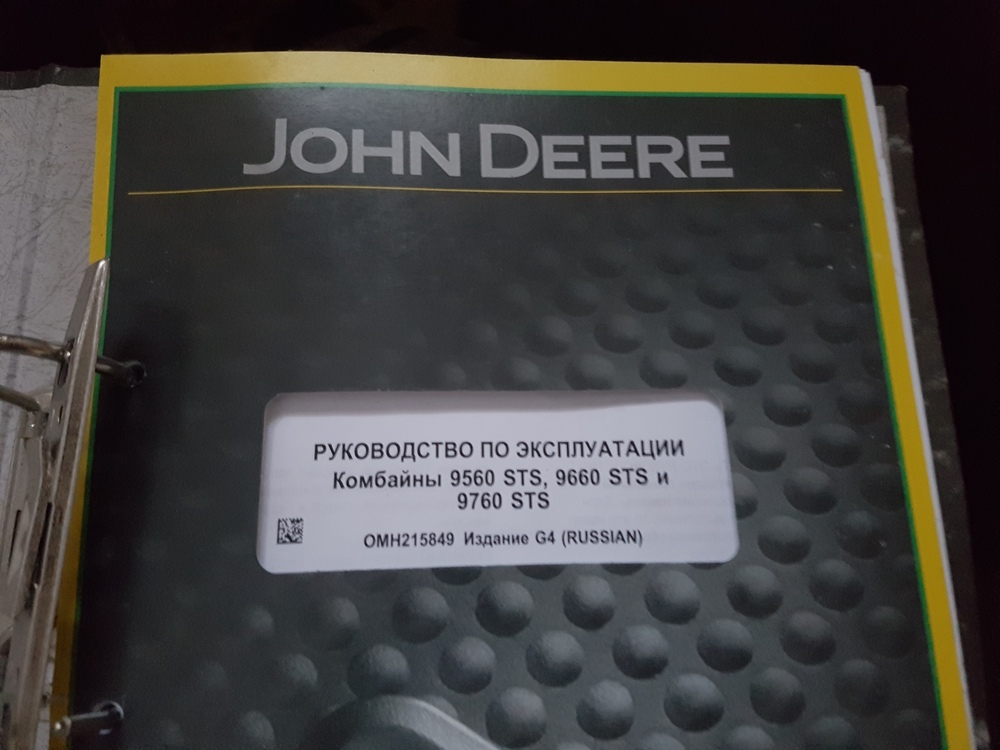 JOHN DEERE
РУКОВОДСТВО ПО ЭКСПЛУАТАЦИИ
Комбайны 9560 STS, 9660 STS и
9760 STS
OMH215849 Издание G4 (RUSSIAN)